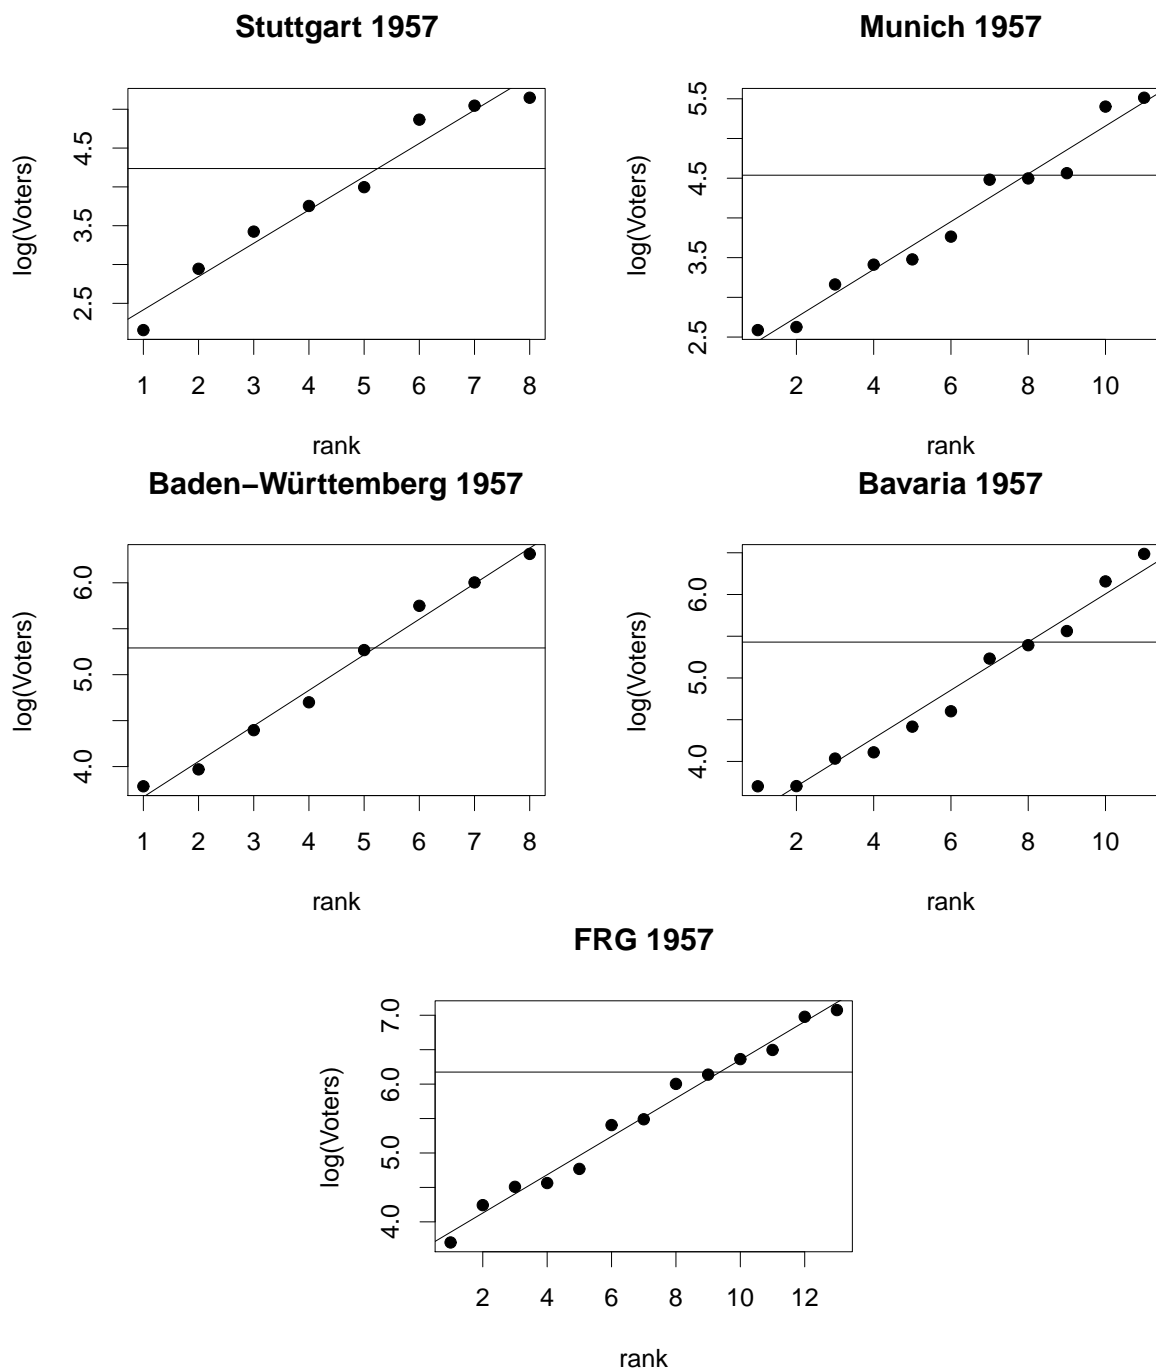 Stuttgart 1957
log(Voters)
4.5
3.5
2.5
1 2 3 4 5 6 7 8
rank
Munich 1957
log(Voters)
5.5
4.5
3.5
2.5
2 4 6 8 10
rank
Baden−Württemberg 1957
log(Voters)
6.0
5.0
4.0
1 2 3 4 5 6 7 8
rank
Bavaria 1957
log(Voters)
6.0
5.0
4.0
2 4 6 8 10
rank
FRG 1957
log(Voters)
7.0
6.0
5.0
4.0
2 4 6 8 10 12
rank